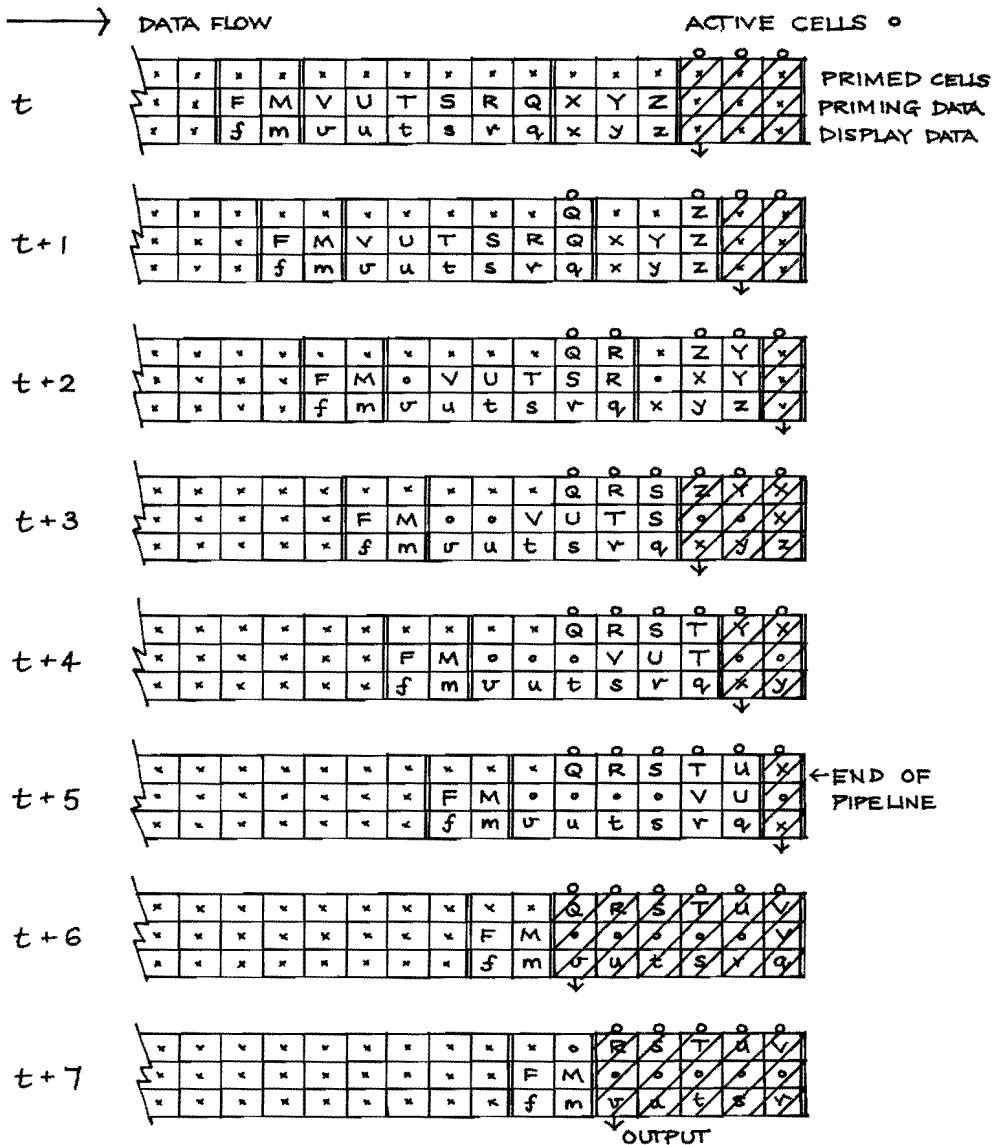 DATA FLOW ACTIVE CELLS o
x x x x x x x x x x x x x x x x PRIMED CELLS
t x x F M V U T S R Q X Y Z x x x PRIMING DATA
x x f m v u t s r q x y z x x x DISPLAY DATA
x x x x x x x x x x Q x x Z x x
t+1 x x x F M V U T S R Q X Y Z x x
x x x f m v u t s r q x y z x x
x x x x x x x x x x Q R x Z Y x
t+2 x x x x F M o V U T S R o X Y x
x x x x f m v u t s r q x y z x
x x x x x x x x x x Q R S Z Y X
t+3 x x x x x F M o o V U T S o o X
x x x x x f m v u t s r q x y z
x x x x x x x x x x Q R S T Y X
t+4 x x x x x x F M o o o V U T o o
x x x x x x f m v u t s r q x y
x x x x x x x x x x Q R S T U X ←END OF
t+5 x x x x x x x F M o o o o V U o PIPELINE
x x x x x x x f m v u t s r q x
x x x x x x x x x x Q R S T U V
t+6 x x x x x x x x F M o o o o o V
x x x x x x x x f m v u t s r q
x x x x x x x x x x o R S T U V
t+7 x x x x x x x x x F M o o o o o
x x x x x x x x x f m v u t s r
OUTPUT